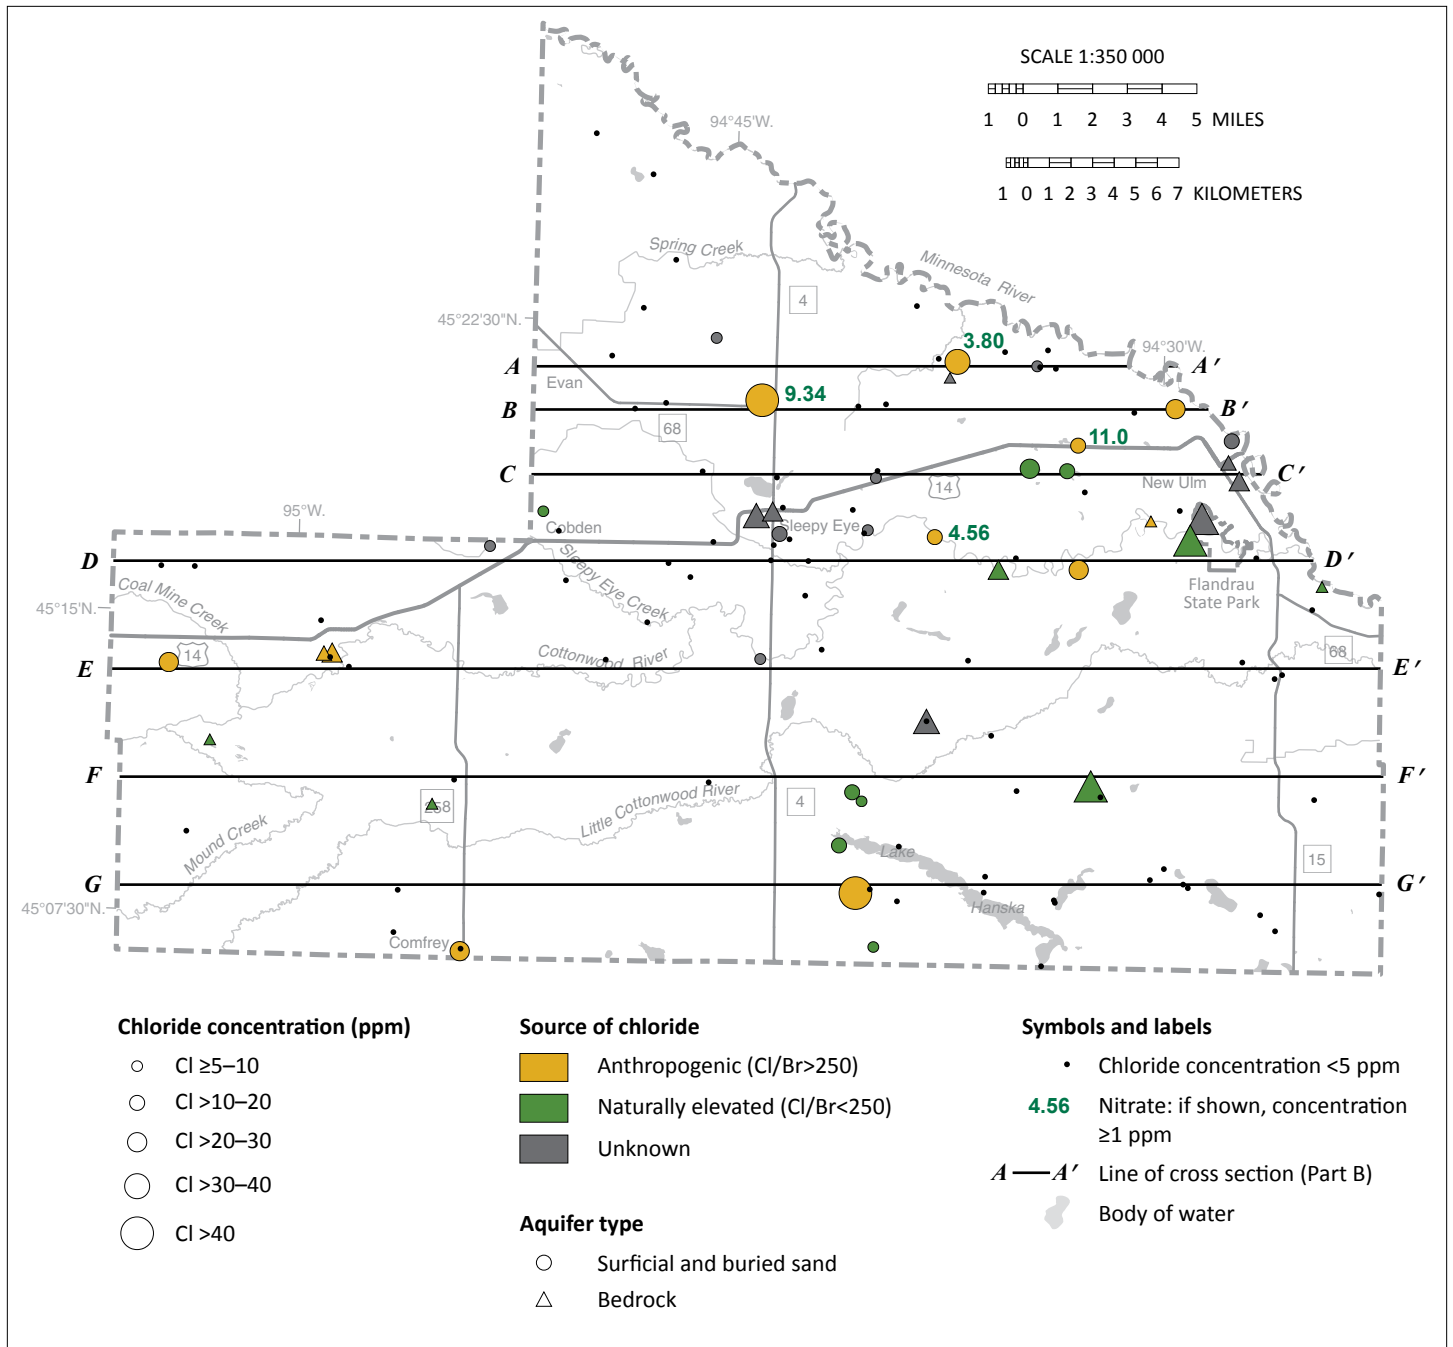 SCALE 1:350 000
1 0 1 2 3 4 5 MILES
1 0 1 2 3 4 5 6 7 KILOMETERS
94°45'W.
Spring Creek
Minnesota River
4
45°22'30"N.
3.80
94°30'W.
A A′
Evan
9.34
B B′
68
11.0
C C′
14
New Ulm
95°W.
Cobden
Sleepy Eye
4.56
D D′
Coal Mine Creek
Sleepy Eye Creek
Flandrau
State Park
45°15'N.
14
Cottonwood River
68
E E′
F F′
258
Little Cottonwood River
4
Mound Creek
Lake
15
G G′
45°07'30"N.
Hanska
Comfrey
Chloride concentration (ppm)
Cl ≥5–10
Cl >10–20
Cl >20–30
Cl >30–40
Cl >40
Source of chloride
Anthropogenic (Cl/Br>250)
Naturally elevated (Cl/Br<250)
Unknown
Aquifer type
Surficial and buried sand
Bedrock
Symbols and labels
Chloride concentration <5 ppm
4.56 Nitrate: if shown, concentration
≥1 ppm
A A′ Line of cross section (Part B)
Body of water